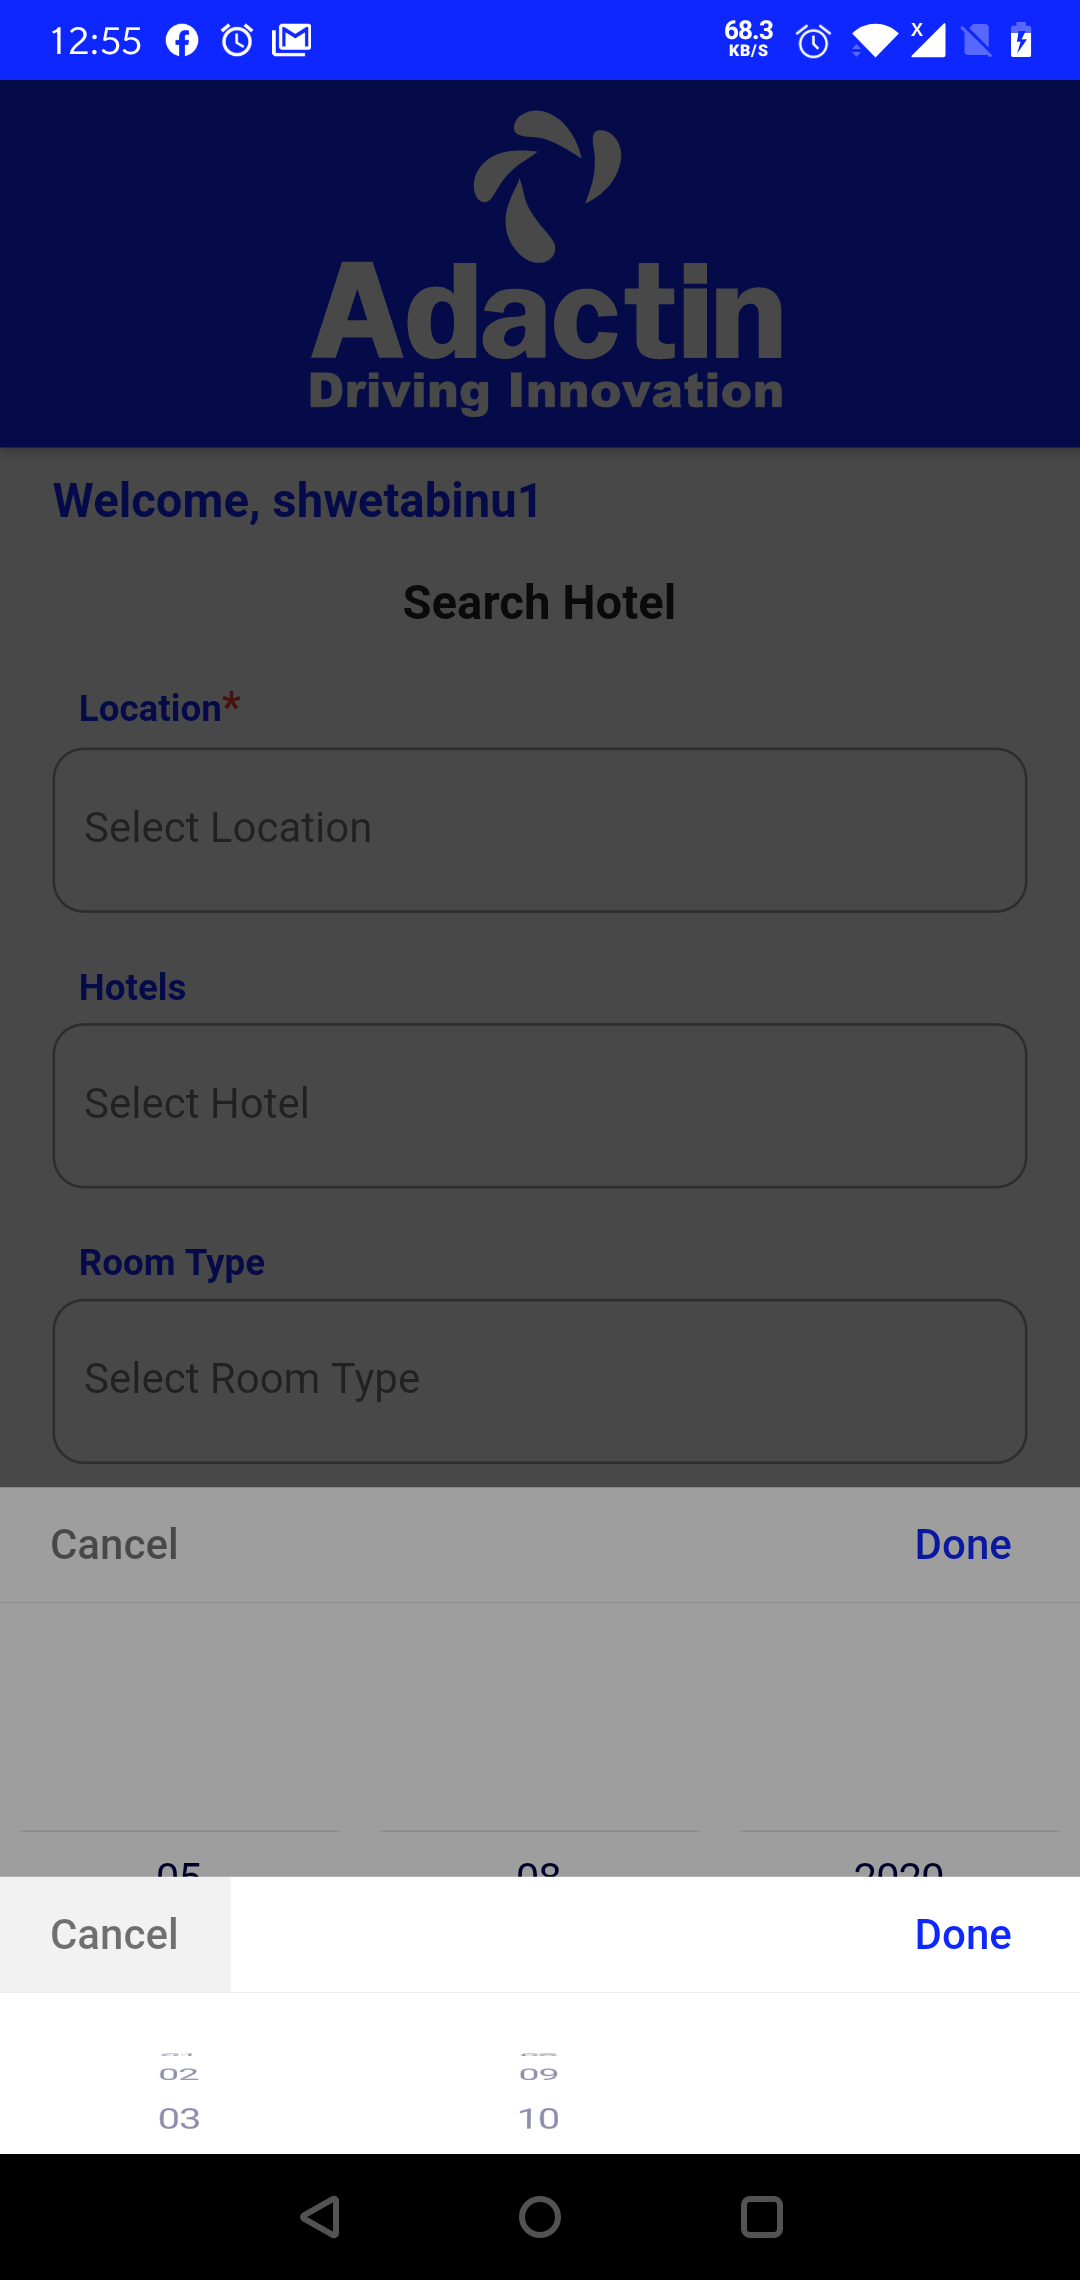 12:55
68.3
KB/S
X
Adactin
Driving Innovation
Welcome, shwetabinu1
Search Hotel
Location*
Select Location
Hotels
Select Hotel
Room Type
Select Room Type
Cancel Done
05 08 2020
Cancel Done
02 09
03 10